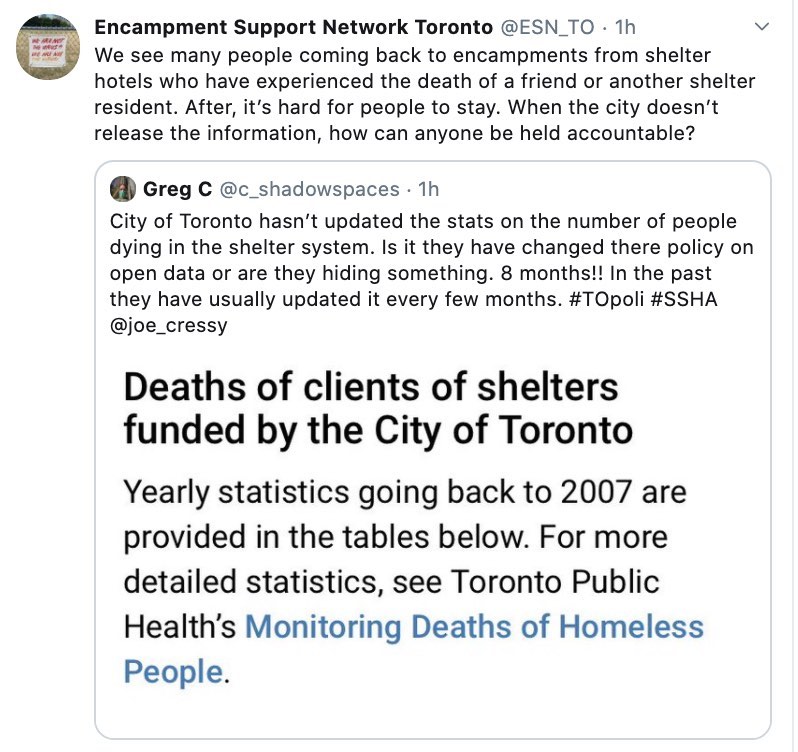 Encampment Support Network Toronto @ESN_TO · 1h
We see many people coming back to encampments from shelter
hotels who have experienced the death of a friend or another shelter
resident. After, it's hard for people to stay. When the city doesn't
release the information, how can anyone be held accountable?
Greg C @c_shadowspaces · 1h
City of Toronto hasn't updated the stats on the number of people
dying in the shelter system. Is it they have changed there policy on
open data or are they hiding something. 8 months!! In the past
they have usually updated it every few months. #TOpoli #SSHA
@joe_cressy
Deaths of clients of shelters
funded by the City of Toronto
Yearly statistics going back to 2007 are
provided in the tables below. For more
detailed statistics, see Toronto Public
Health's Monitoring Deaths of Homeless
People.